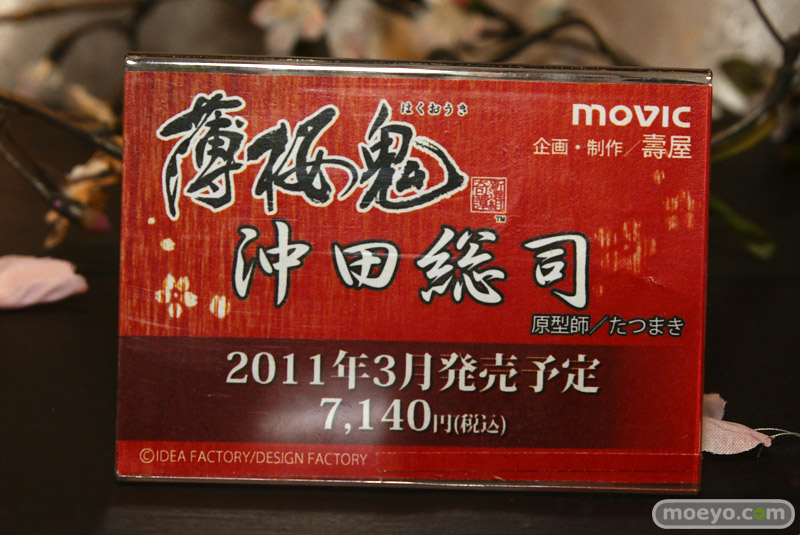 はくおうき
薄桜鬼
TM
movic
企画・制作／壽屋
沖田総司
原型師／たつまき
2011年3月発売予定
7,140円(税込)
©IDEA FACTORY/DESIGN FACTORY
moeyo.com